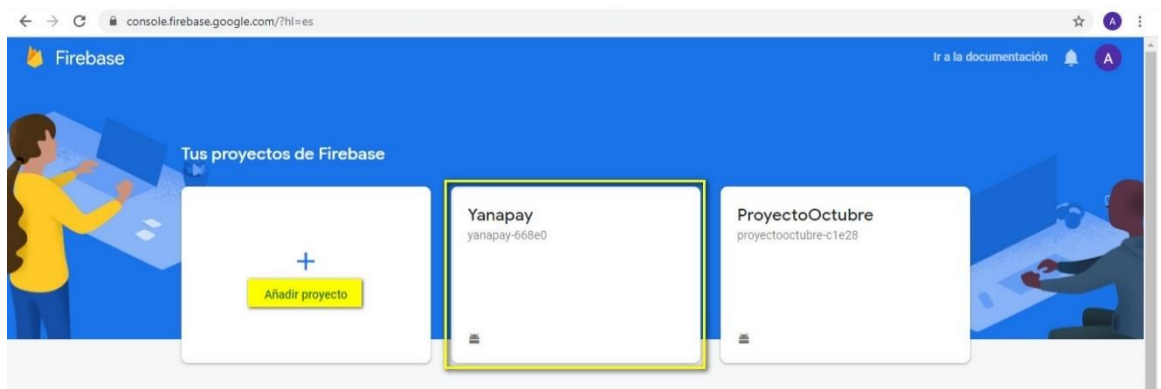 console.firebase.google.com/?hl=es
A
Firebase
Ir a la documentación
A
Tus proyectos de Firebase
Añadir proyecto
Yanapay
yanapay-668e0
ProyectoOctubre
proyectooctubre-c1e28